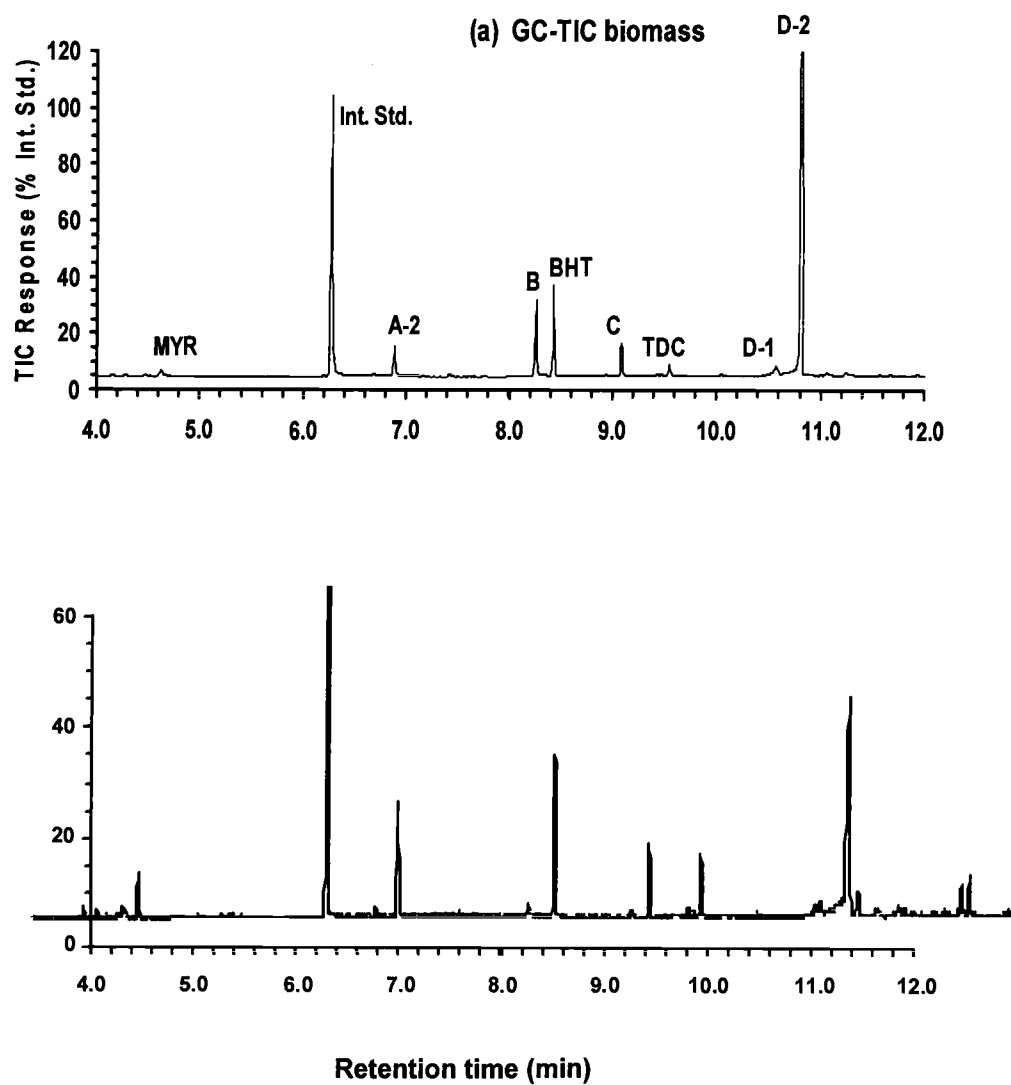 (a) GC-TIC biomass
D-2
TIC Response (% Int. Std.)
120
100
80
60
40
20
0
Int. Std.
MYR
A-2
B
BHT
C
TDC
D-1
4.0 5.0 6.0 7.0 8.0 9.0 10.0 11.0 12.0
60
40
20
0
4.0 5.0 6.0 7.0 8.0 9.0 10.0 11.0 12.0
Retention time (min)